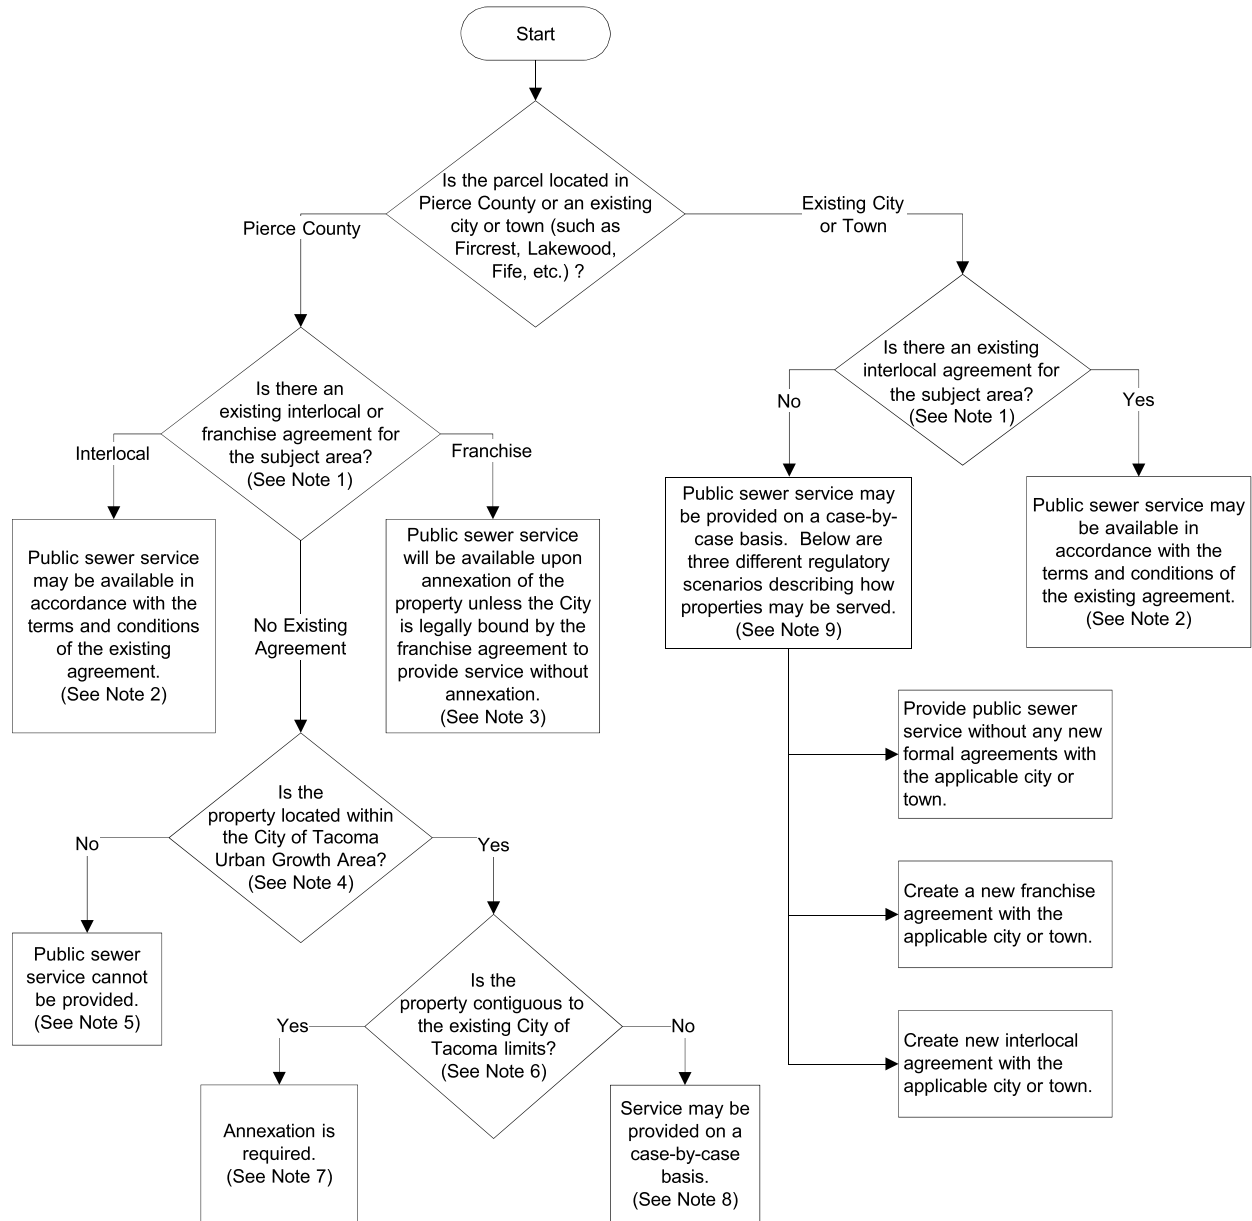 Start
Is the parcel located in
Pierce County or an existing
city or town (such as
Fircrest, Lakewood,
Fife, etc.) ?
Pierce County
Existing City
or Town
Is there an
existing interlocal or
franchise agreement for
the subject area?
(See Note 1)
Is there an existing
interlocal agreement for
the subject area?
(See Note 1)
Interlocal
Franchise
No
Yes
Public sewer service
may be available in
accordance with the
terms and conditions
of the existing
agreement.
(See Note 2)
Public sewer service
will be available upon
annexation of the
property unless the City
is legally bound by the
franchise agreement to
provide service without
annexation.
(See Note 3)
Public sewer service may
be provided on a case-by-
case basis.  Below are
three different regulatory
scenarios describing how
properties may be served.
(See Note 9)
Public sewer service may
be available in
accordance with the
terms and conditions of
the existing agreement.
(See Note 2)
No Existing
Agreement
Provide public sewer
service without any new
formal agreements with
the applicable city or
town.
Create a new franchise
agreement with the
applicable city or town.
Create new interlocal
agreement with the
applicable city or town.
Is the
property located within
the City of Tacoma
Urban Growth Area?
(See Note 4)
No
Yes
Public sewer
service cannot
be provided.
(See Note 5)
Is the
property contiguous to
the existing City of
Tacoma limits?
(See Note 6)
Yes
No
Annexation is
required.
(See Note 7)
Service may be
provided on a
case-by-case
basis.
(See Note 8)